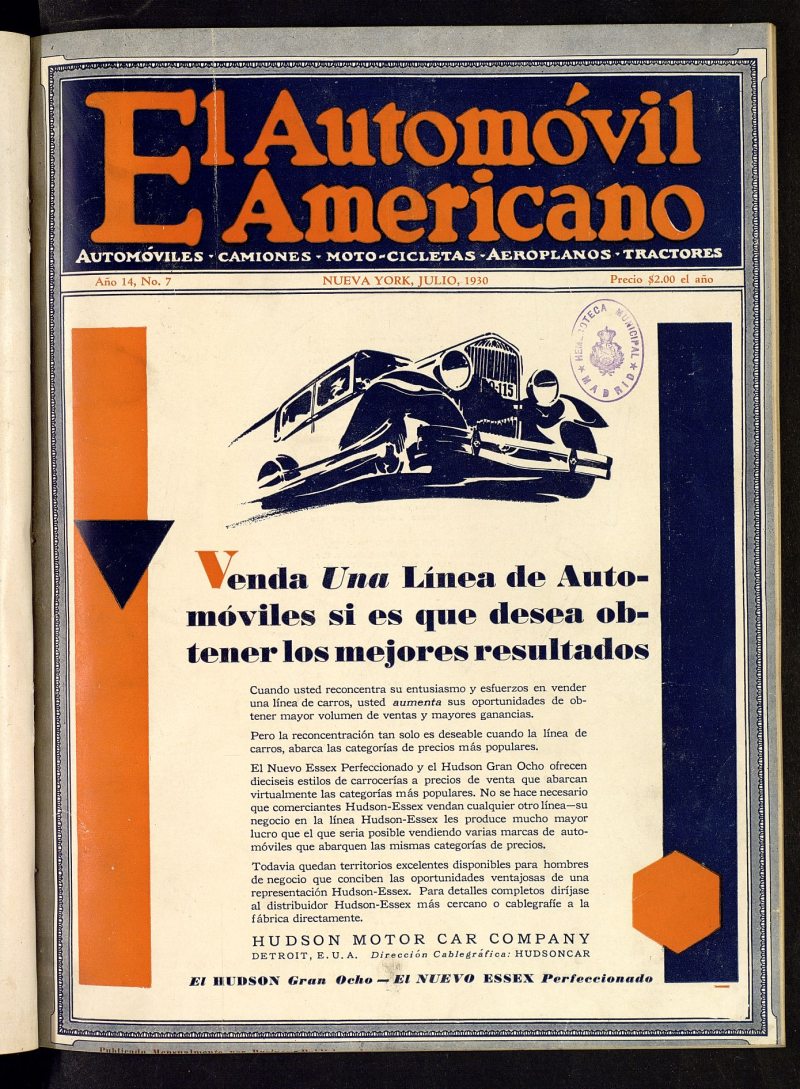 El Automóvil
Americano
AUTOMÓVILES · CAMIONES · MOTO-CICLETAS · AEROPLANOS · TRACTORES
Año 14, No. 7 NUEVA YORK, JULIO, 1930 Precio $2.00 el año
HEMEROTECA MUNICIPAL
★ MADRID ★
O-115
Venda Una Línea de Auto-
móviles si es que desea ob-
tener los mejores resultados
Cuando usted reconcentra su entusiasmo y esfuerzos en vender
una línea de carros, usted aumenta sus oportunidades de ob-
tener mayor volumen de ventas y mayores ganancias.
Pero la reconcentración tan solo es deseable cuando la línea de
carros, abarca las categorías de precios más populares.
El Nuevo Essex Perfeccionado y el Hudson Gran Ocho ofrecen
dieciseis estilos de carrocerías a precios de venta que abarcan
virtualmente las categorías más populares. No se hace necesario
que comerciantes Hudson-Essex vendan cualquier otro línea—su
negocio en la línea Hudson-Essex les produce mucho mayor
lucro que el que seria posible vendiendo varias marcas de auto-
móviles que abarquen las mismas categorías de precios.
Todavia quedan territorios excelentes disponibles para hombres
de negocio que conciben las oportunidades ventajosas de una
representación Hudson-Essex. Para detalles completos diríjase
al distribuidor Hudson-Essex más cercano o cablegrafíe a la
fábrica directamente.
HUDSON MOTOR CAR COMPANY
DETROIT, E.U.A. Dirección Cablegráfica: HUDSONCAR
El HUDSON Gran Ocho — El NUEVO ESSEX Perfeccionado
Publicado Mensualmente por